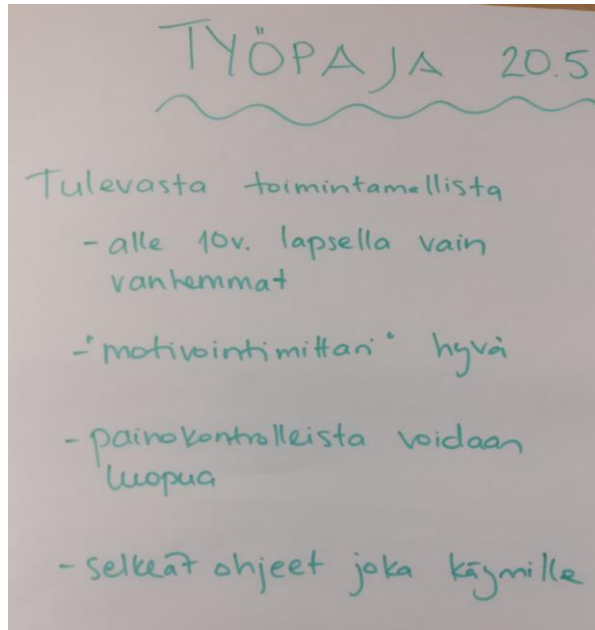 TYÖPAJA 20.5
Tulevasta toimintamallista
- alle 10v. lapsella vain
vanhemmat
- "motivointimittari" hyvä
- painokontrolleista voidaan
luopua
- selkeät ohjeet joka käynnille